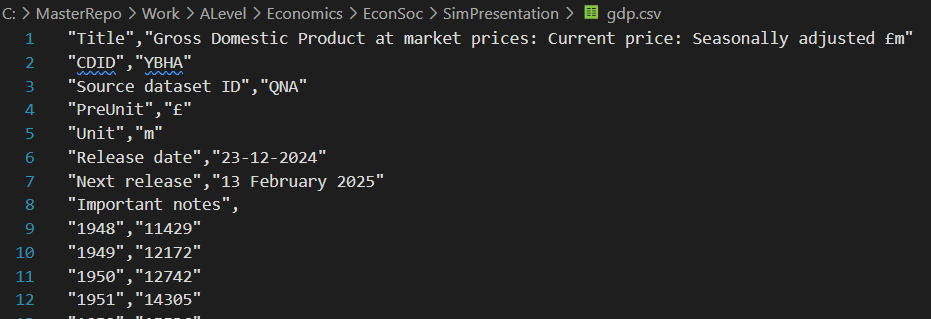 C: > MasterRepo > Work > ALevel > Economics > EconSoc > SimPresentation > gdp.csv
1 "Title","Gross Domestic Product at market prices: Current price: Seasonally adjusted £m"
2 "CDID","YBHA"
3 "Source dataset ID","QNA"
4 "PreUnit","£"
5 "Unit","m"
6 "Release date","23-12-2024"
7 "Next release","13 February 2025"
8 "Important notes",
9 "1948","11429"
10 "1949","12172"
11 "1950","12742"
12 "1951","14305"